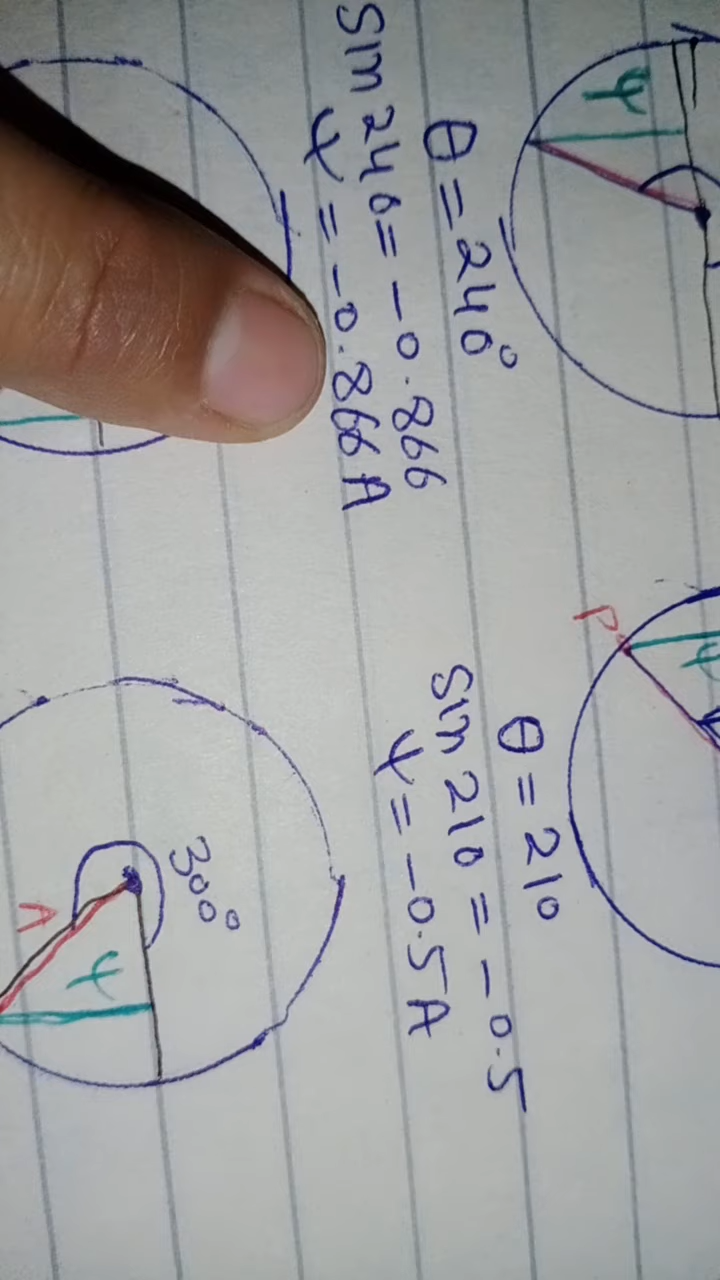 ψ
P
ψ
θ = 240°
Sin 240 = -0.866
ψ = -0.866A
θ = 210
Sin 210 = -0.5
ψ = -0.5A
300°
A
ψ